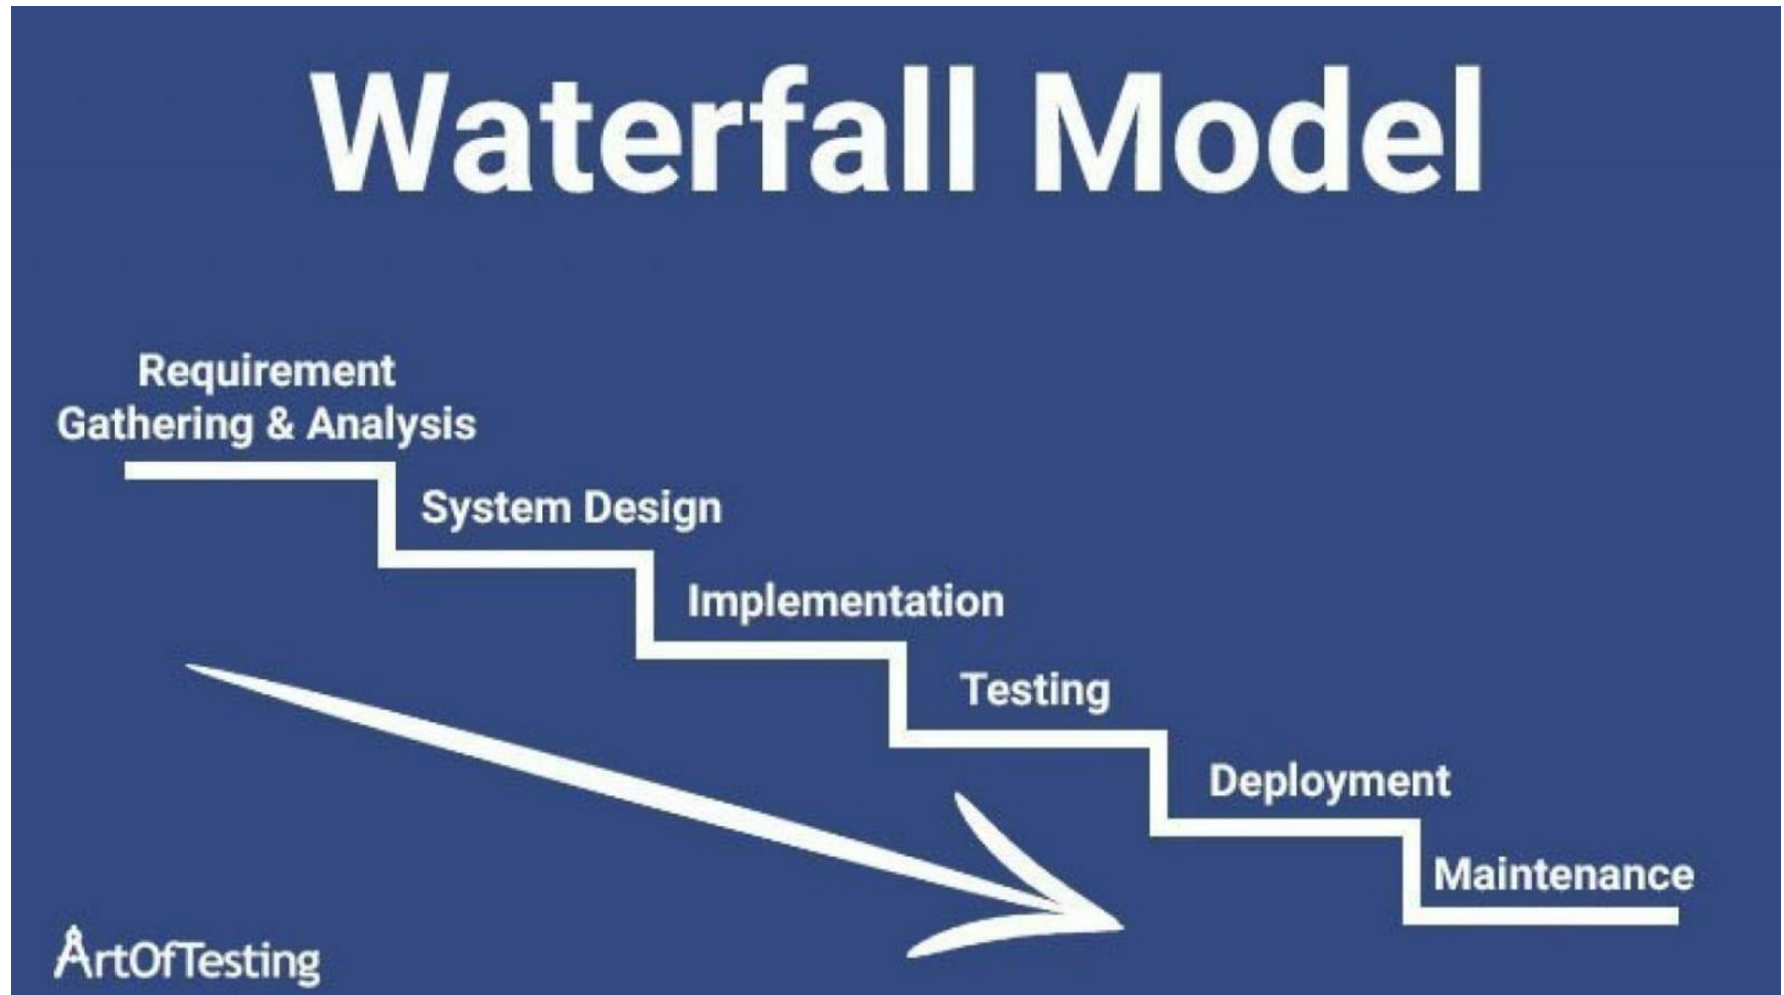 Waterfall Model
Requirement
Gathering & Analysis
System Design
Implementation
Testing
Deployment
Maintenance
ArtOfTesting